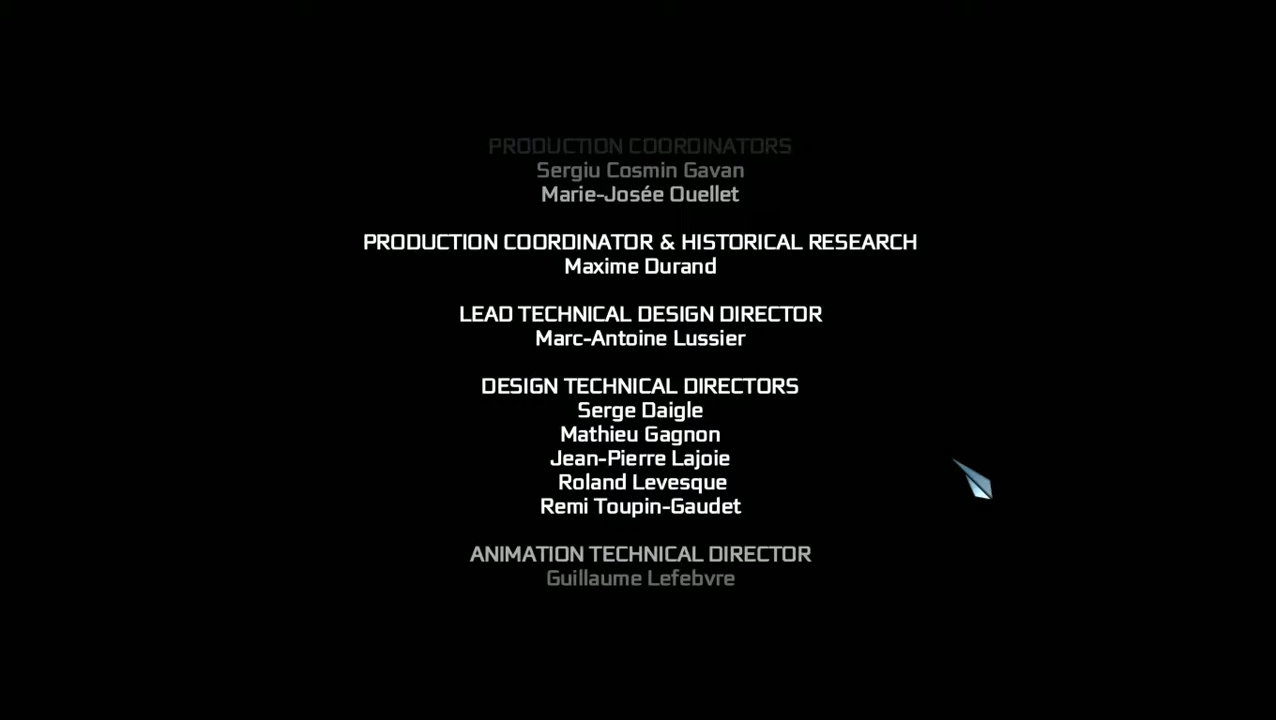 PRODUCTION COORDINATORS
Sergiu Cosmin Gavan
Marie-Josée Ouellet
PRODUCTION COORDINATOR & HISTORICAL RESEARCH
Maxime Durand
LEAD TECHNICAL DESIGN DIRECTOR
Marc-Antoine Lussier
DESIGN TECHNICAL DIRECTORS
Serge Daigle
Mathieu Gagnon
Jean-Pierre Lajoie
Roland Levesque
Remi Toupin-Gaudet
ANIMATION TECHNICAL DIRECTOR
Guillaume Lefebvre